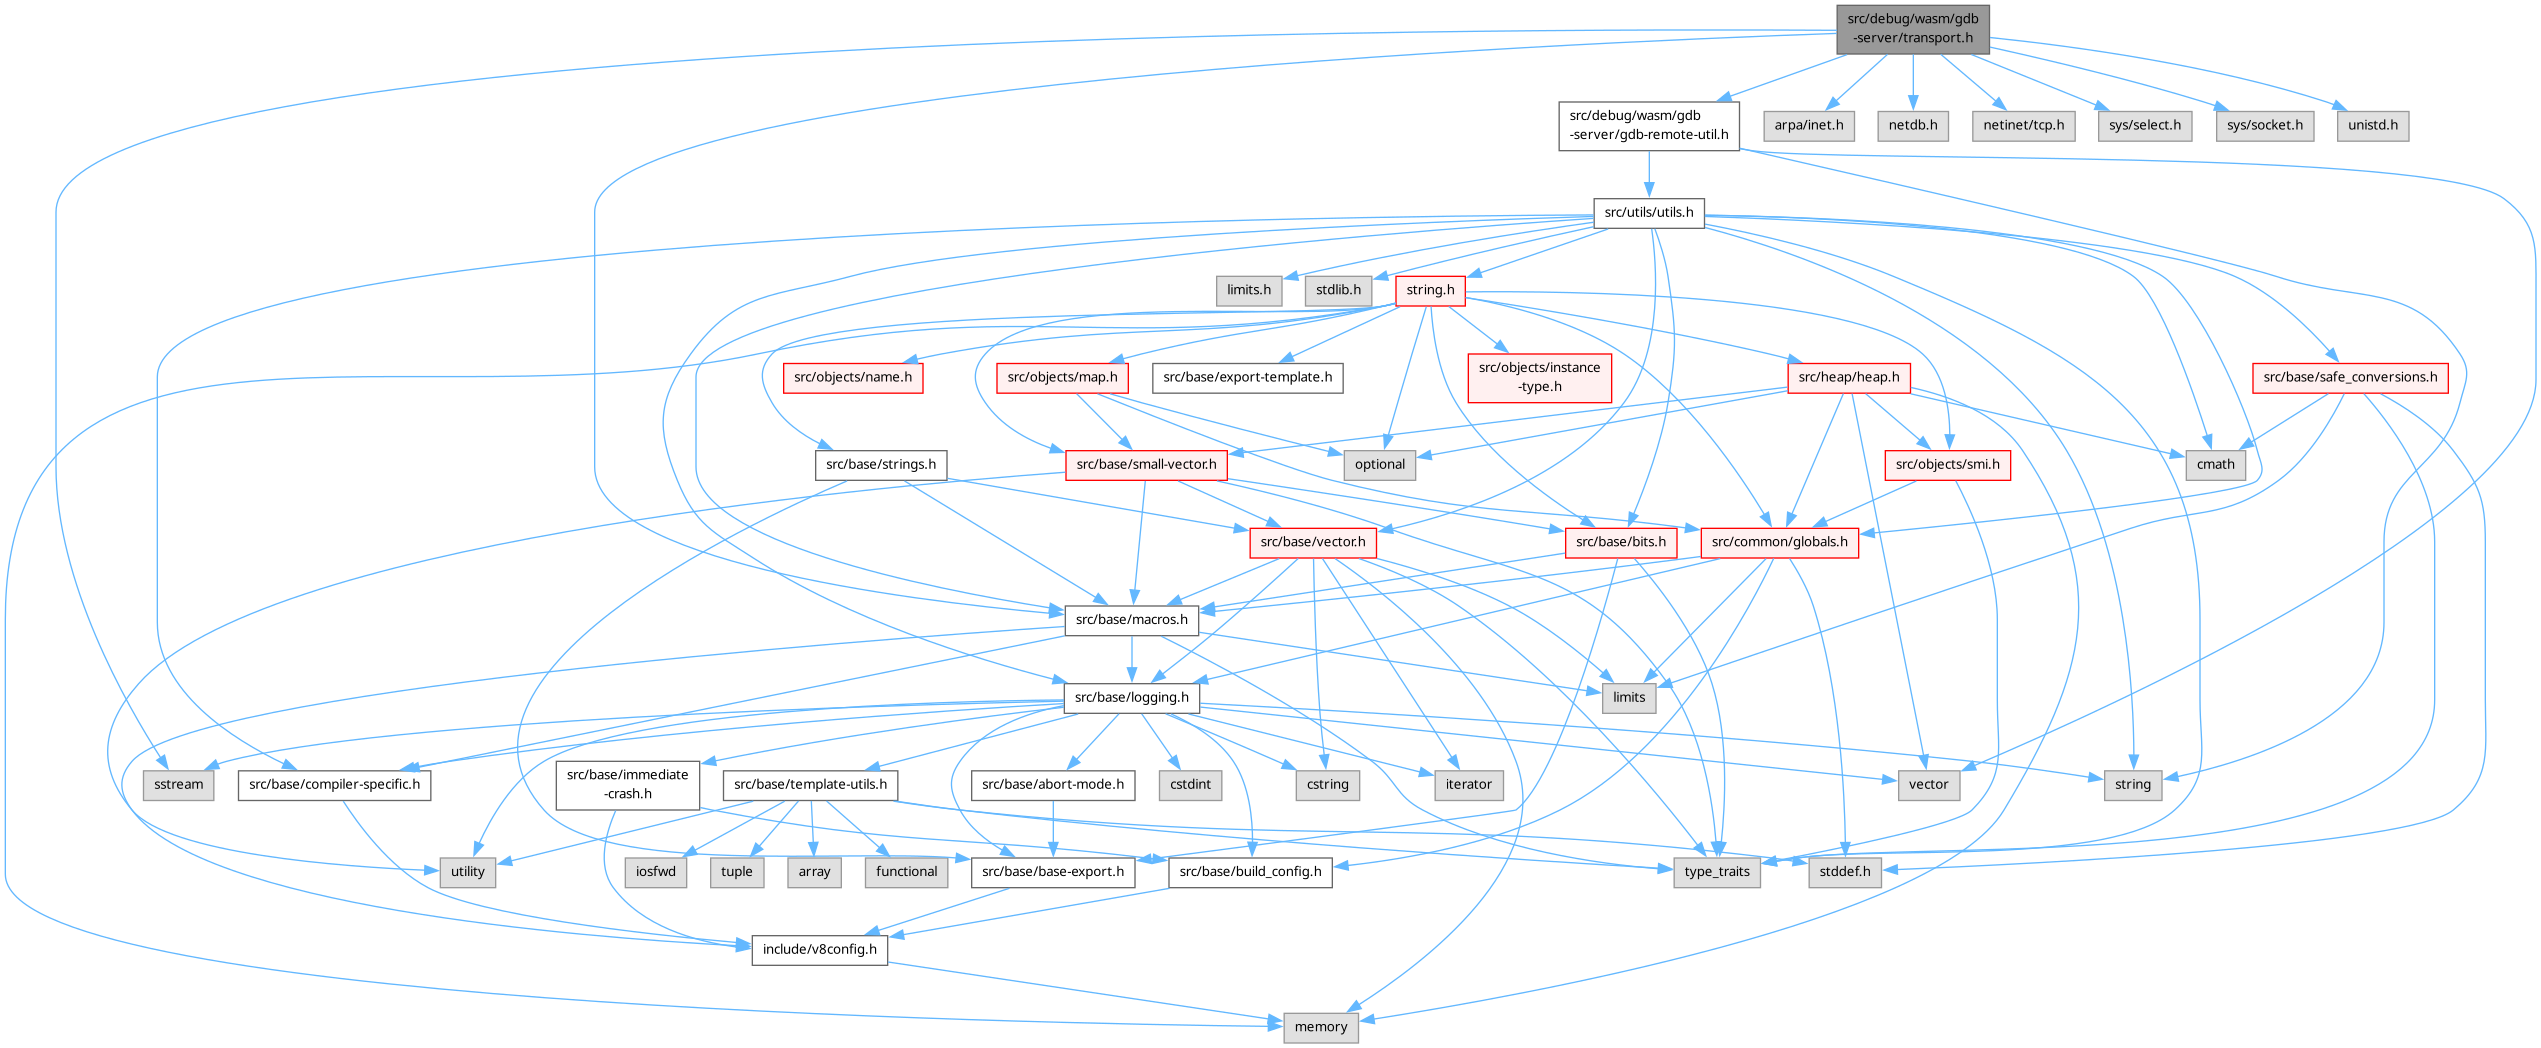 src/debug/wasm/gdb
-server/transport.h
src/debug/wasm/gdb
-server/gdb-remote-util.h
arpa/inet.h
netdb.h
netinet/tcp.h
sys/select.h
sys/socket.h
unistd.h
src/utils/utils.h
limits.h
stdlib.h
string.h
src/objects/name.h
src/objects/map.h
src/base/export-template.h
src/objects/instance
-type.h
src/heap/heap.h
src/base/safe_conversions.h
src/base/strings.h
src/base/small-vector.h
optional
src/objects/smi.h
cmath
src/base/vector.h
src/base/bits.h
src/common/globals.h
src/base/macros.h
src/base/logging.h
limits
sstream
src/base/compiler-specific.h
src/base/immediate
-crash.h
src/base/template-utils.h
src/base/abort-mode.h
cstdint
cstring
iterator
vector
string
utility
iosfwd
tuple
array
functional
src/base/base-export.h
src/base/build_config.h
type_traits
stddef.h
include/v8config.h
memory